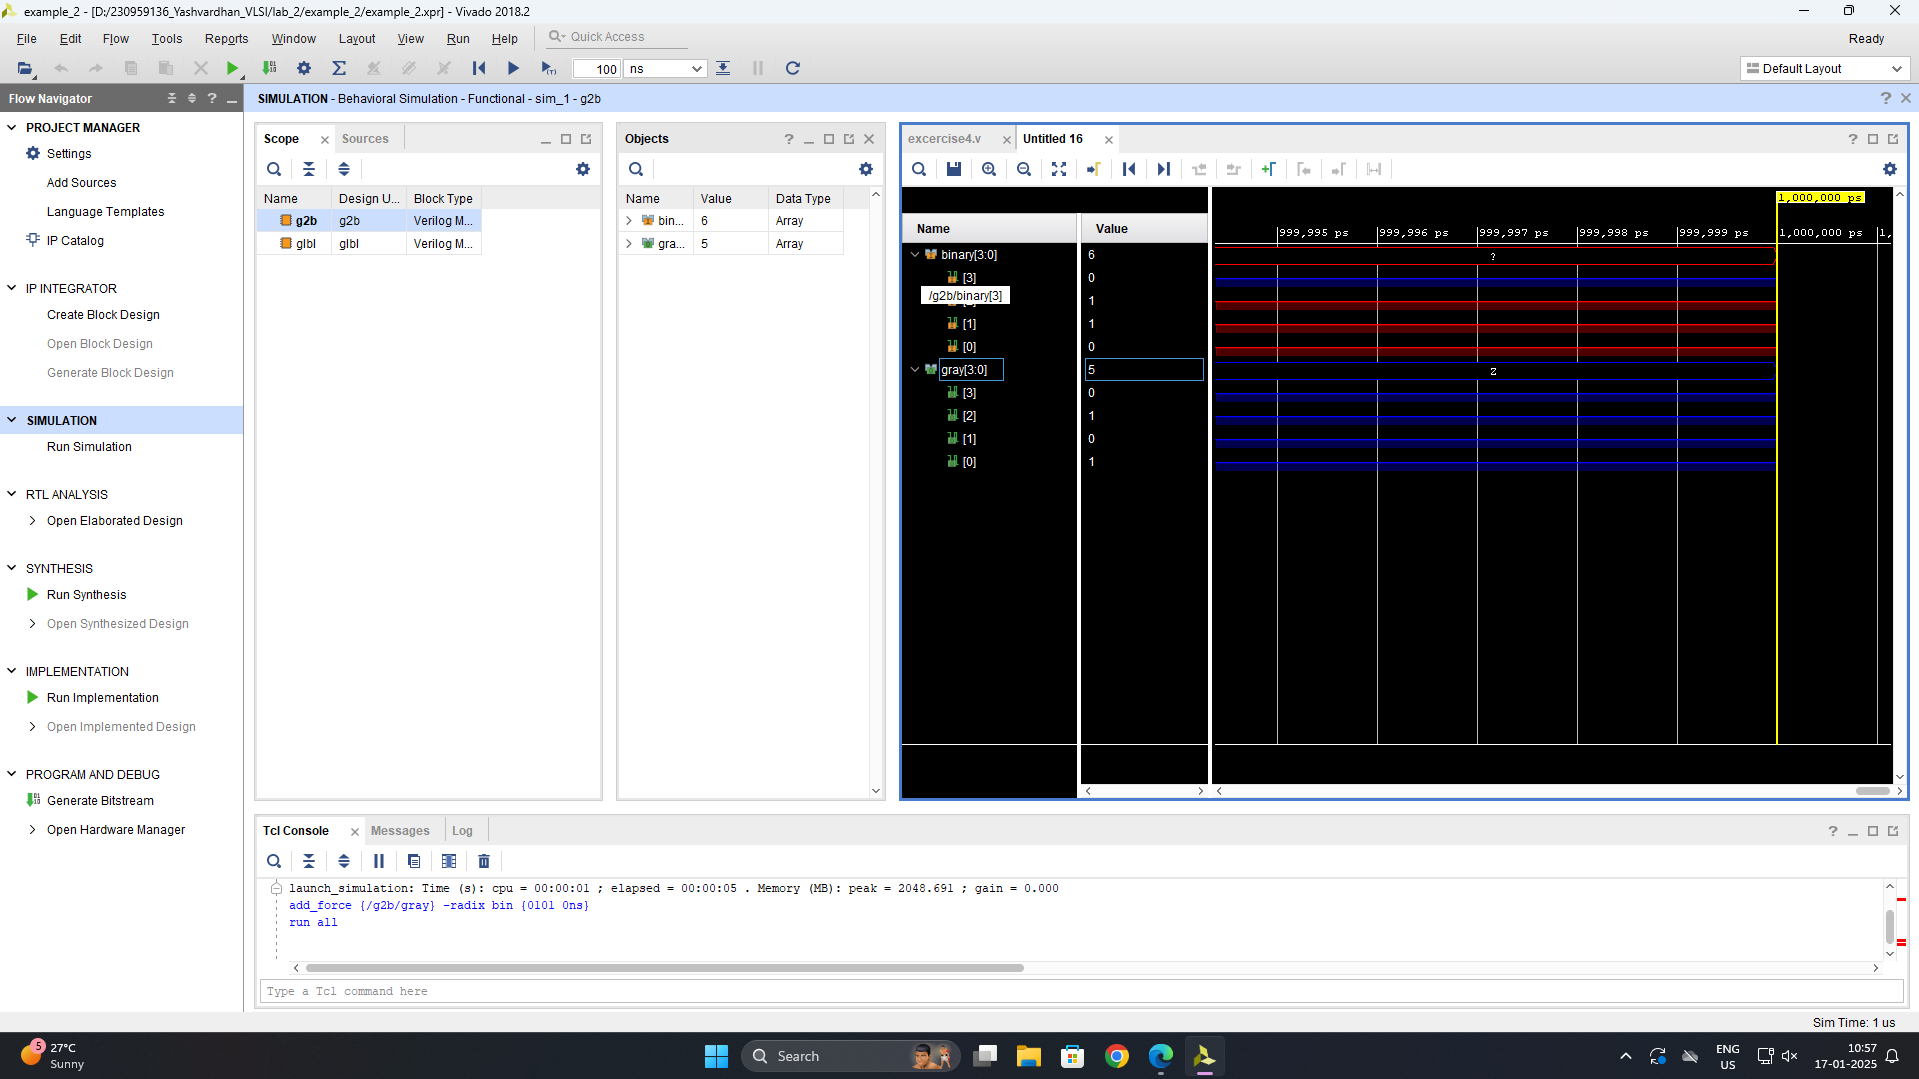 example_2 - [D:/230959136_Yashvardhan_VLSI/lab_2/example_2/example_2.xpr] - Vivado 2018.2
File Edit Flow Tools Reports Window Layout View Run Help Quick Access Ready
100 ns Default Layout
Flow Navigator
SIMULATION - Behavioral Simulation - Functional - sim_1 - g2b
PROJECT MANAGER
Settings
Add Sources
Language Templates
IP Catalog
IP INTEGRATOR
Create Block Design
Open Block Design
Generate Block Design
SIMULATION
Run Simulation
RTL ANALYSIS
Open Elaborated Design
SYNTHESIS
Run Synthesis
Open Synthesized Design
IMPLEMENTATION
Run Implementation
Open Implemented Design
PROGRAM AND DEBUG
Generate Bitstream
Open Hardware Manager
Scope Sources
Name Design U... Block Type
g2b g2b Verilog M...
glbl glbl Verilog M...
Objects
Name Value Data Type
bin... 6 Array
gra... 5 Array
excercise4.v Untitled 16
1,000,000 ps
Name Value
999,995 ps 999,996 ps 999,997 ps 999,998 ps 999,999 ps 1,000,000 ps 1,
binary[3:0] 6 ?
[3] 0
/g2b/binary[3]
1
[1] 1
[0] 0
gray[3:0] 5 Z
[3] 0
[2] 1
[1] 0
[0] 1
Tcl Console Messages Log
launch_simulation: Time (s): cpu = 00:00:01 ; elapsed = 00:00:05 . Memory (MB): peak = 2048.691 ; gain = 0.000
add_force {/g2b/gray} -radix bin {0101 0ns}
run all
Type a Tcl command here
Sim Time: 1 us
5
27°C
Sunny
Search
ENG
US
10:57
17-01-2025